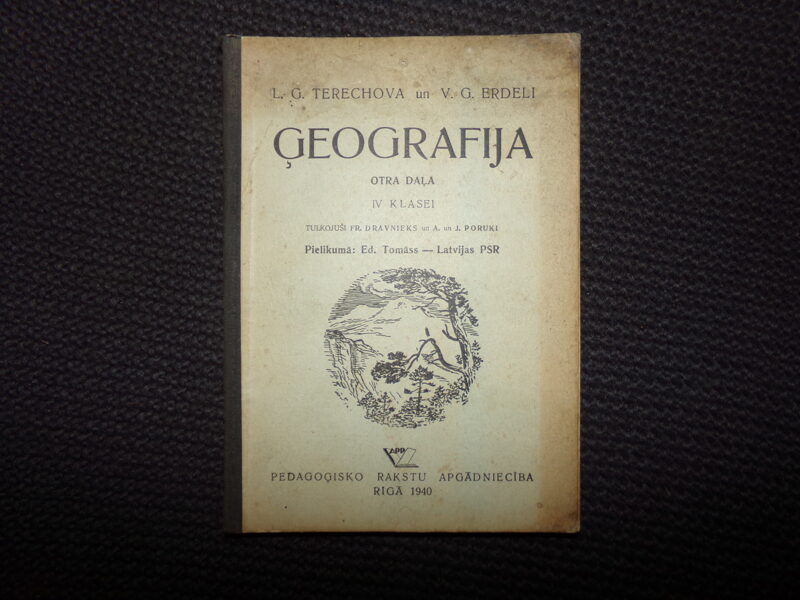 L. G. TERECHOVA un V. G. ERDELI
ĢEOGRAFIJA
OTRA DAĻA
IV KLASEI
TULKOJUŠI FR. DRAVNIEKS un A. un J. PORUKI
Pielikumā: Ed. Tomāss — Latvijas PSR
APP
PEDAGOĢISKO RAKSTU APGĀDNIECĪBA
RĪGĀ 1940